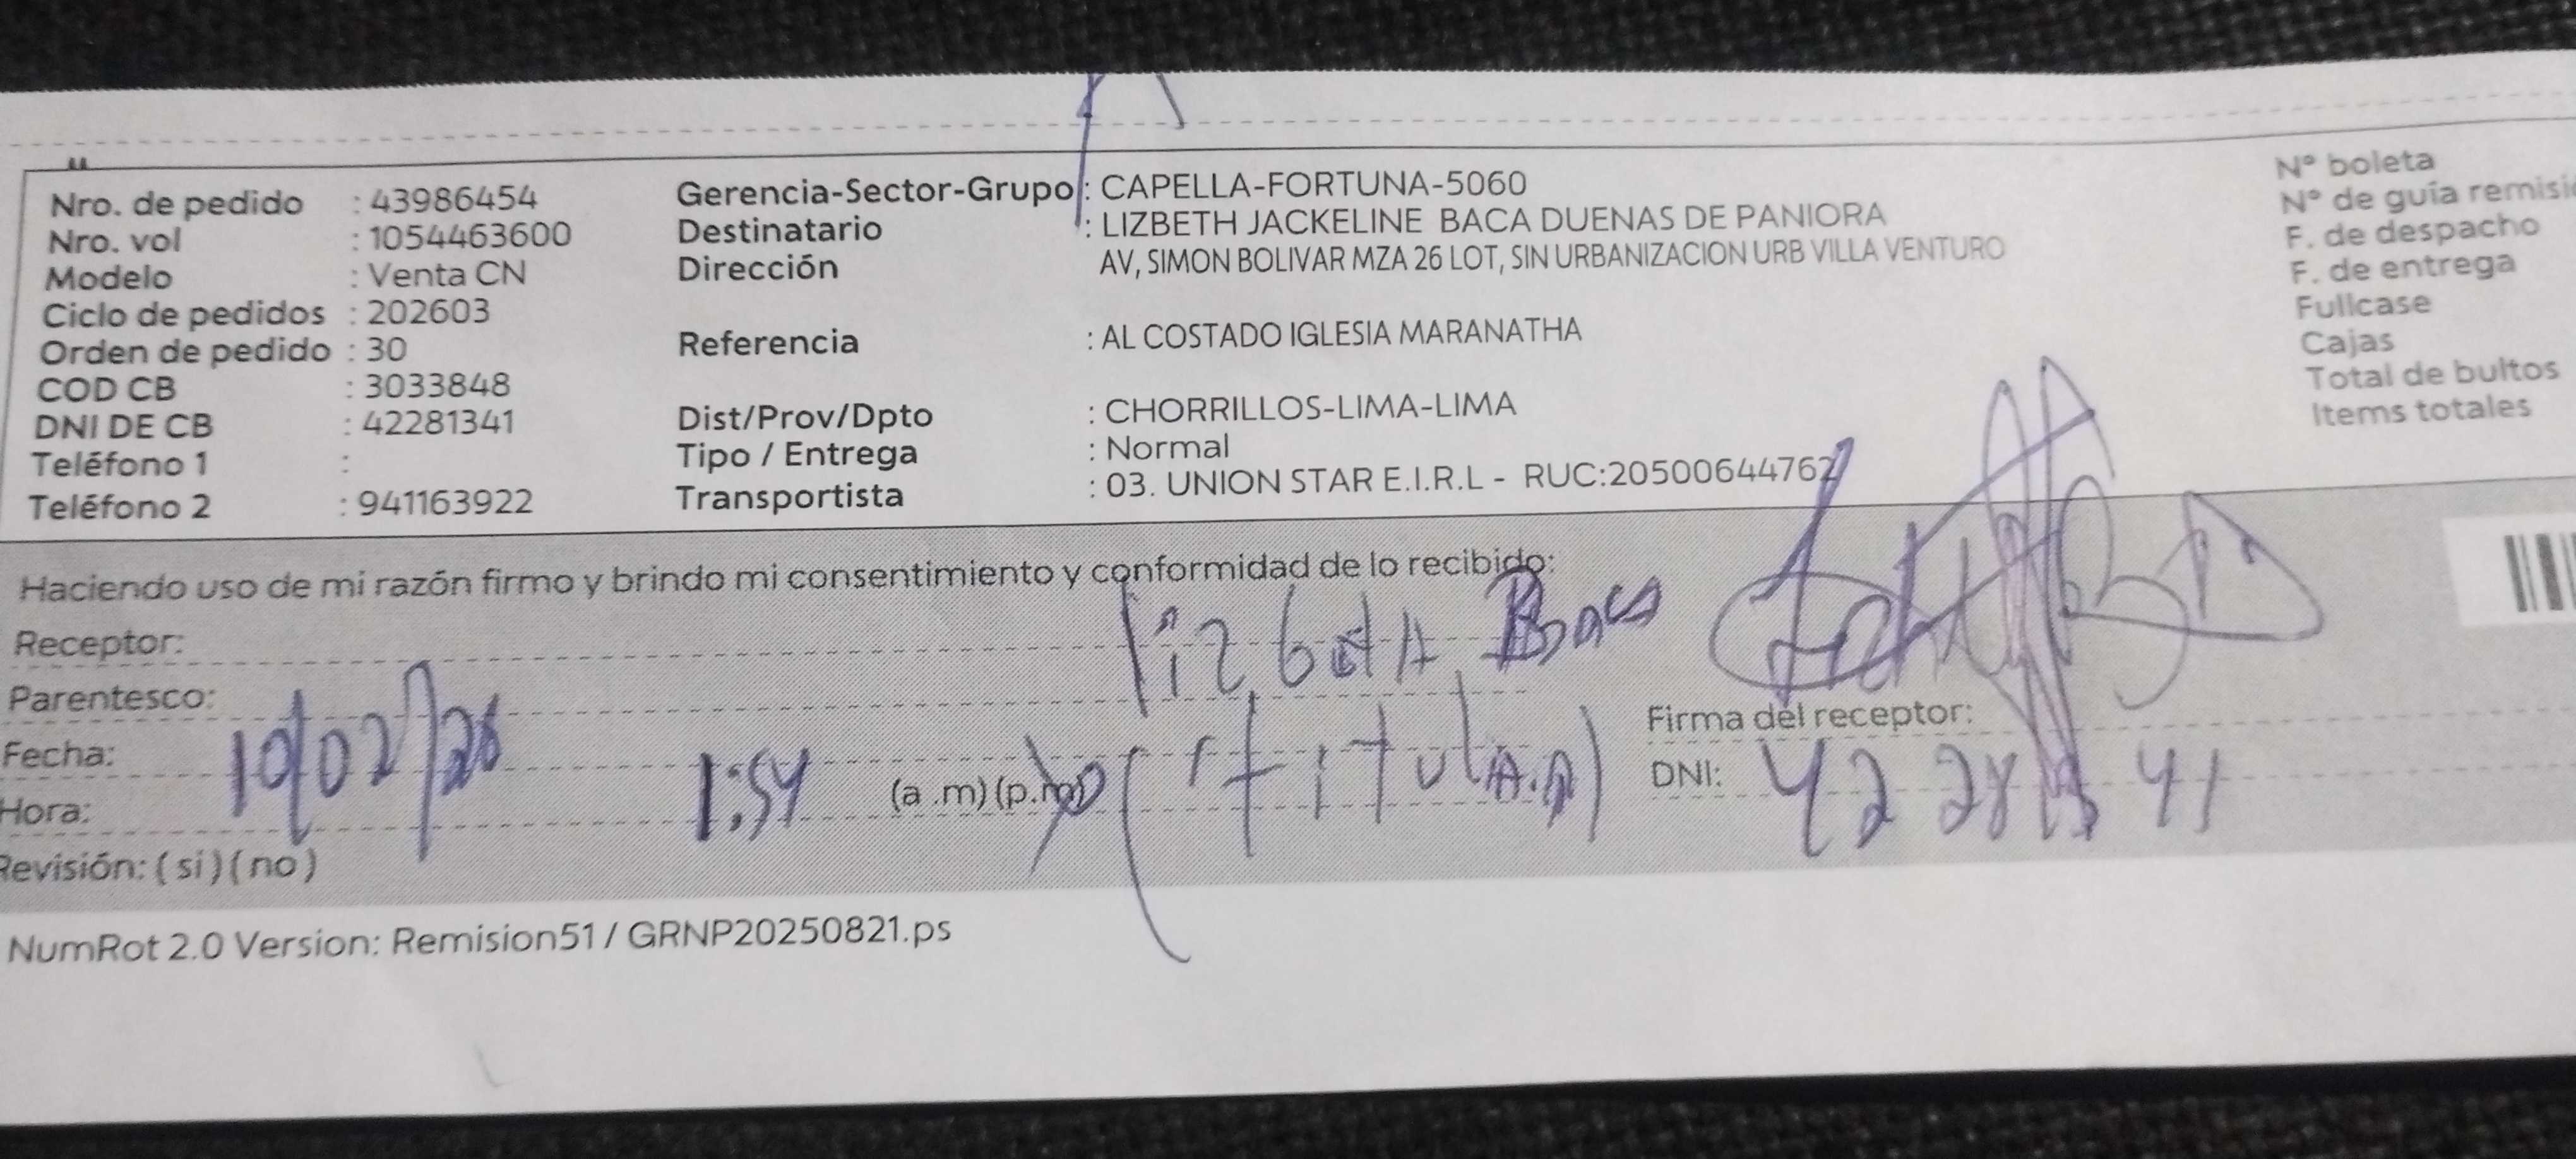 Nro. de pedido : 43986454
Nro. vol : 1054463600
Modelo : Venta CN
Ciclo de pedidos : 202603
Orden de pedido : 30
COD CB : 3033848
DNI DE CB : 42281341
Teléfono 1 :
Teléfono 2 : 941163922
Gerencia-Sector-Grupo : CAPELLA-FORTUNA-5060
Destinatario : LIZBETH JACKELINE BACA DUENAS DE PANIORA
Dirección AV, SIMON BOLIVAR MZA 26 LOT, SIN URBANIZACION URB VILLA VENTURO
Referencia : AL COSTADO IGLESIA MARANATHA
Dist/Prov/Dpto : CHORRILLOS-LIMA-LIMA
Tipo / Entrega : Normal
Transportista : 03. UNION STAR E.I.R.L - RUC:20500644762
N° boleta
N° de guía
F. de despacho
F. de entrega
Fullcase
Cajas
Total de bultos
Items totales
Haciendo uso de mi razón firmo y brindo mi consentimiento y conformidad de lo recibido:
Receptor: Baca
Parentesco:
Fecha: 10/02/26
Hora: 1:54 (a .m) (p.m)
Revisión: ( si ) ( no )
Firma del receptor:
DNI: 42281341
NumRot 2.0 Version: Remision51 / GRNP20250821.ps